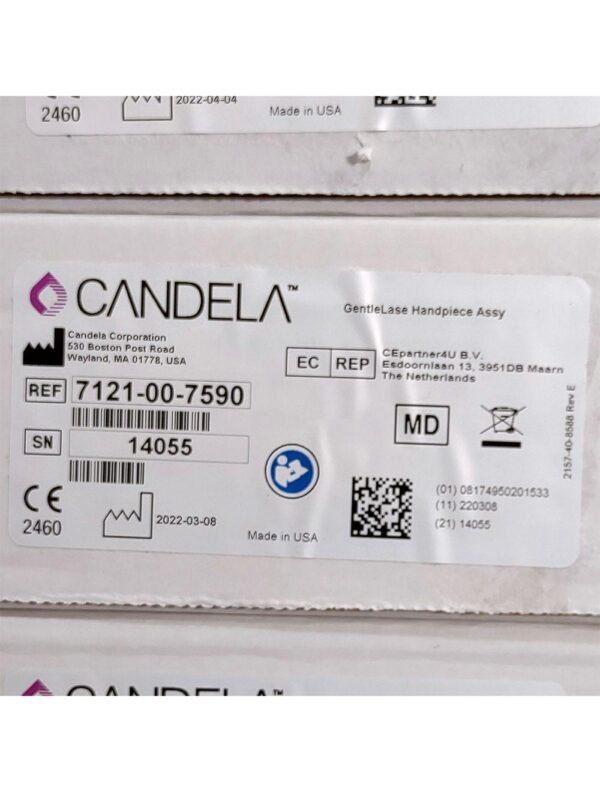 2460
2022-04-04
Made in USA
CANDELA™
GentleLase Handpiece Assy
Candela Corporation
530 Boston Post Road
Wayland, MA 01778, USA
EC REP
CEpartner4U B.V.
Esdoornlaan 13, 3951DB Maarn
The Netherlands
REF 7121-00-7590
MD
SN 14055
2157-40-8588 Rev E
CE
2460
2022-03-08
Made in USA
(01) 08174950201533
(11) 220308
(21) 14055
CANDELA™